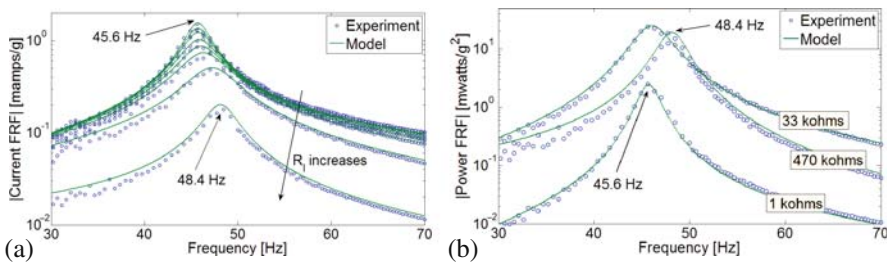 |Current FRF| [mamps/g]
10^0
10^-1
10^-2
45.6 Hz
Experiment
Model
R_l increases
48.4 Hz
30 40 50 60 70
Frequency [Hz]
(a)
|Power FRF| [mwatts/g^2]
10^1
10^0
10^-1
10^-2
48.4 Hz
Experiment
Model
33 kohms
470 kohms
45.6 Hz
1 kohms
30 40 50 60 70
Frequency [Hz]
(b)